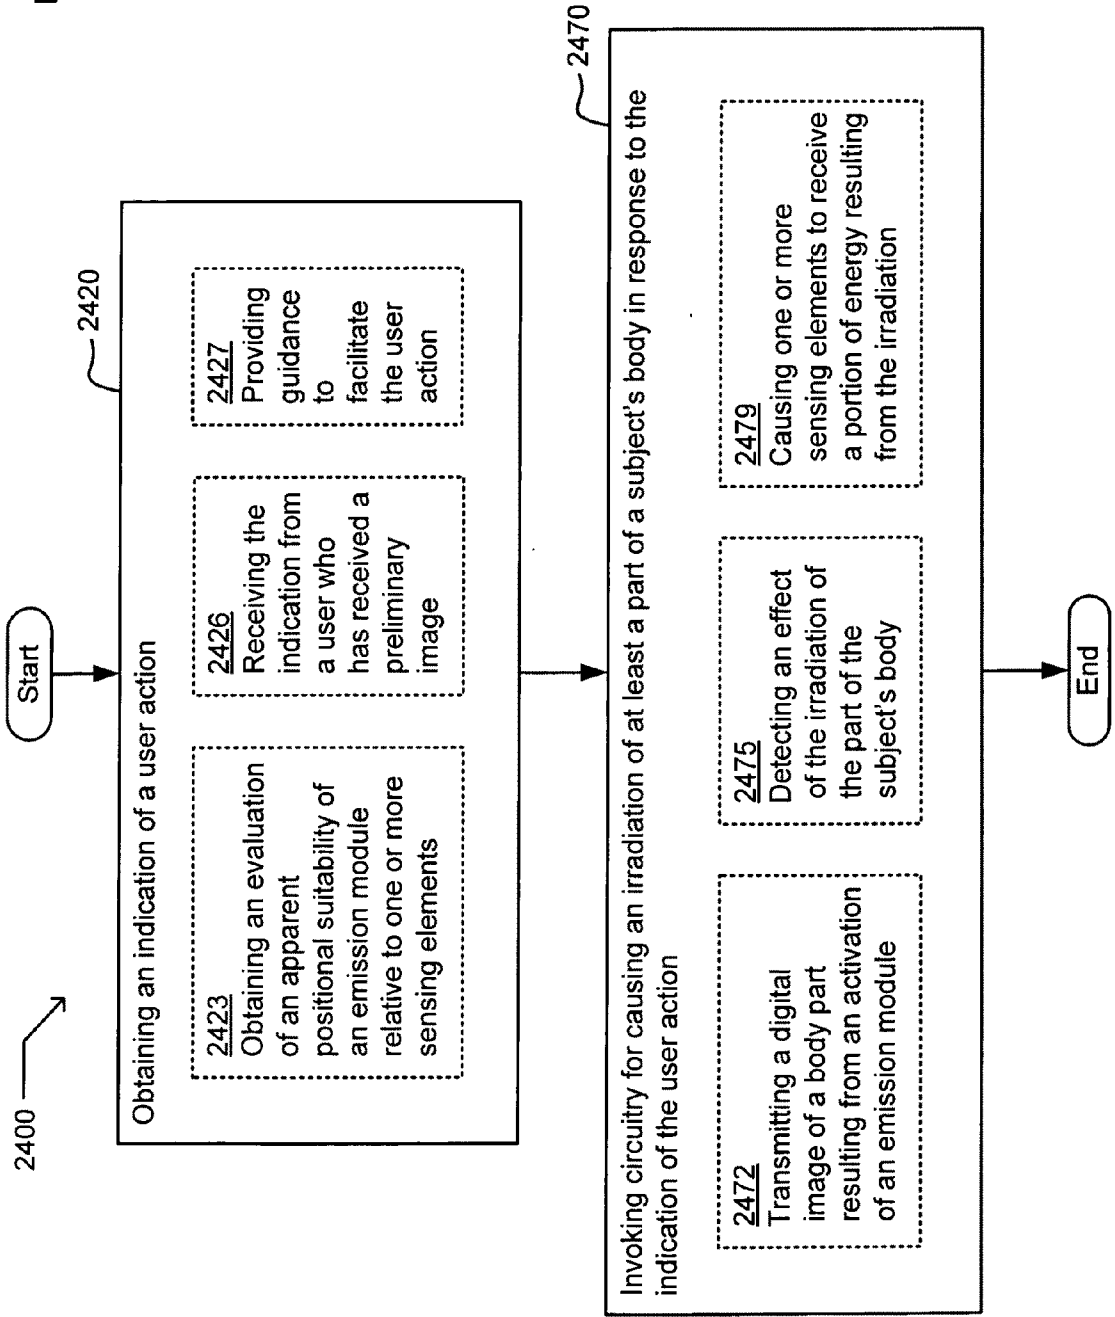 2400
Start
2420
Obtaining an indication of a user action
2423
Obtaining an evaluation
of an apparent
positional suitability of
an emission module
relative to one or more
sensing elements
2426
Receiving the
indication from
a user who
has received a
preliminary
image
2427
Providing
guidance
to
facilitate
the user
action
2470
Invoking circuitry for causing an irradiation of at least a part of a subject's body in response to the
indication of the user action
2472
Transmitting a digital
image of a body part
resulting from an activation
of an emission module
2475
Detecting an effect
of the irradiation of
the part of the
subject's body
2479
Causing one or more
sensing elements to receive
a portion of energy resulting
from the irradiation
End